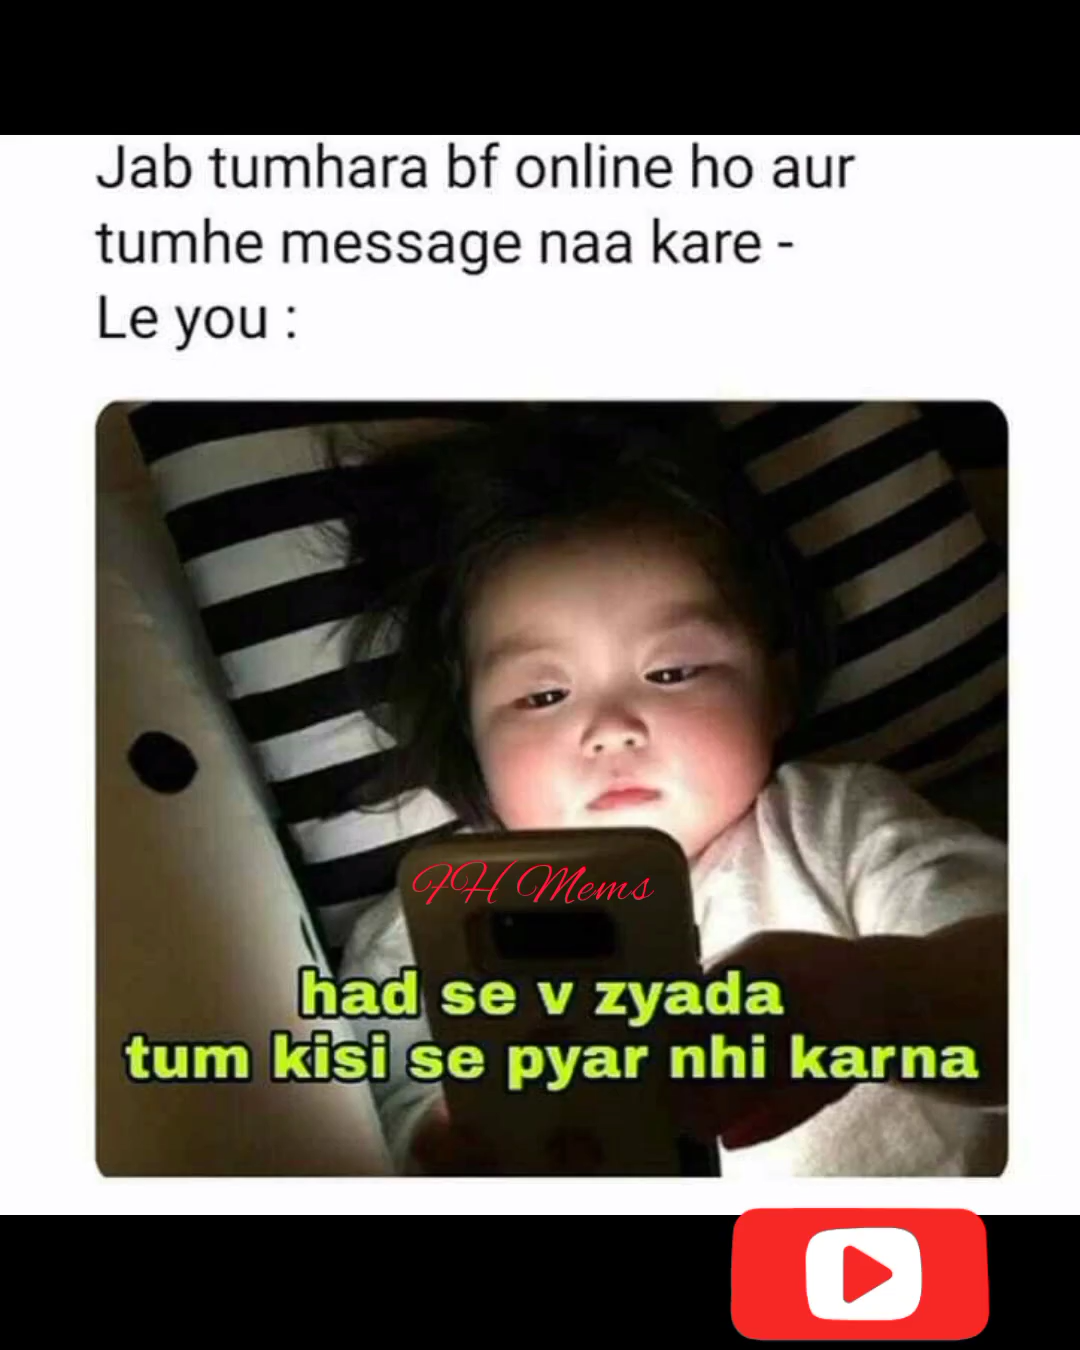 Jab tumhara bf online ho aur
tumhe message naa kare -
Le you :
FH Mems
had se v zyada
tum kisi se pyar nhi karna